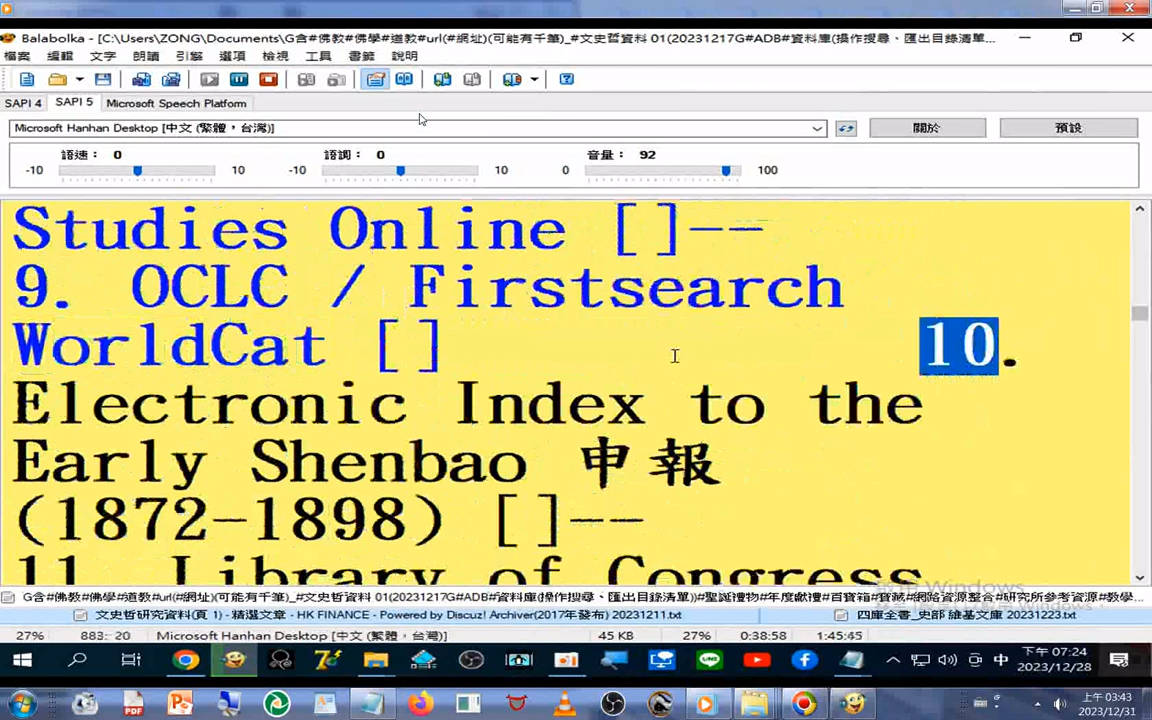 Balabolka - [C:\Users\ZONG\Documents\G含#佛教#佛學#道教#url(#網址)(可能有千筆)_#文史哲資料 01(20231217G#ADB#資料庫(操作搜尋、匯出目錄清單...
檔案 編輯 文字 朗讀 引擎 選項 檢視 工具 書籤 說明
SAPI 4 SAPI 5 Microsoft Speech Platform
Microsoft Hanhan Desktop [中文 (繁體，台灣)] 關於 預設
語速： 0 語調： 0 音量： 92
-10 10 -10 10 0 100
Studies Online []--
9. OCLC / Firstsearch
WorldCat [] 10.
Electronic Index to the
Early Shenbao 申報
(1872-1898) []--
11. Library of Congress
G含#佛教#佛學#道教#url(#網址)(可能有千筆)_#文史哲資料 01(20231217G#ADB#資料庫(操作搜尋、匯出目錄清單))#聖誕禮物#年度獻禮#百寶箱#寶藏#網路資源整合#研究所參考資源#教學...
文史哲研究資料(頁 1) - 精選文章 - HK FINANCE - Powered by Discuz! Archiver(2017年發布) 20231211.txt 四庫全書_史部 維基文庫 20231223.txt
27% 883: 20 Microsoft Hanhan Desktop [中文 (繁體，台灣)] 45 KB 27% 0:38:58 1:45:45
中 下午 07:24
2023/12/28
上午 03:43
2023/12/31